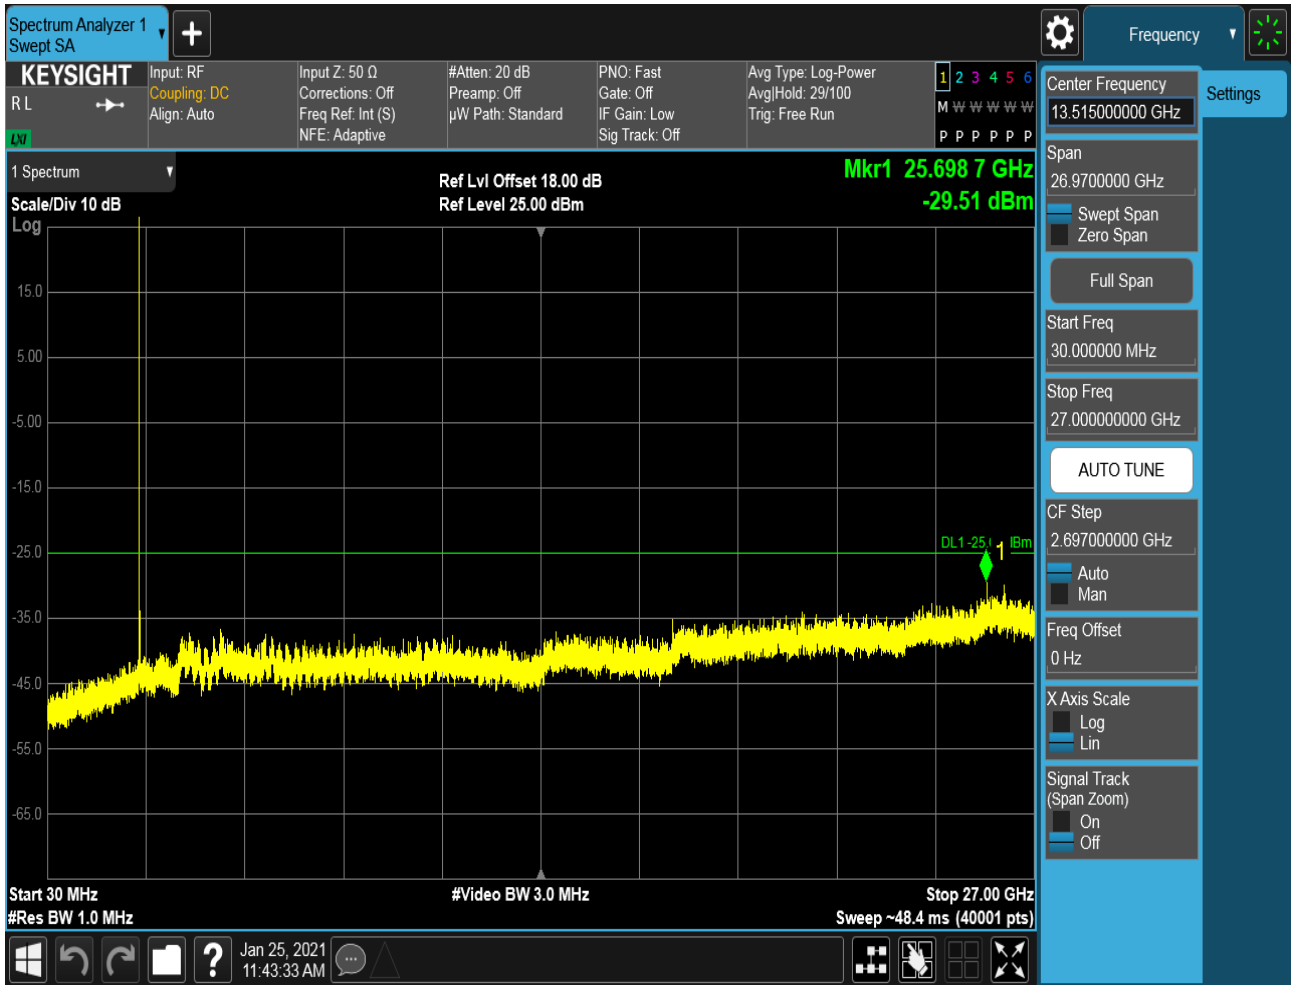 Spectrum Analyzer 1
Swept SA
Frequency
KEYSIGHT
R L
LXI
Input: RF
Coupling: DC
Align: Auto
Input Z: 50 Ω
Corrections: Off
Freq Ref: Int (S)
NFE: Adaptive
#Atten: 20 dB
Preamp: Off
µW Path: Standard
PNO: Fast
Gate: Off
IF Gain: Low
Sig Track: Off
Avg Type: Log-Power
Avg|Hold: 29/100
Trig: Free Run
1 2 3 4 5 6
M W W W W W
P P P P P P
1 Spectrum
Scale/Div 10 dB
Log
Ref Lvl Offset 18.00 dB
Ref Level 25.00 dBm
Mkr1 25.698 7 GHz
-29.51 dBm
15.0
5.00
-5.00
-15.0
-25.0
-35.0
-45.0
-55.0
-65.0
DL1 -25.
1
Start 30 MHz
#Res BW 1.0 MHz
#Video BW 3.0 MHz
Stop 27.00 GHz
Sweep ~48.4 ms (40001 pts)
Jan 25, 2021
11:43:33 AM
Settings
Center Frequency
13.515000000 GHz
Span
26.9700000 GHz
Swept Span
Zero Span
Full Span
Start Freq
30.000000 MHz
Stop Freq
27.000000000 GHz
AUTO TUNE
CF Step
2.697000000 GHz
Auto
Man
Freq Offset
0 Hz
X Axis Scale
Log
Lin
Signal Track
(Span Zoom)
On
Off